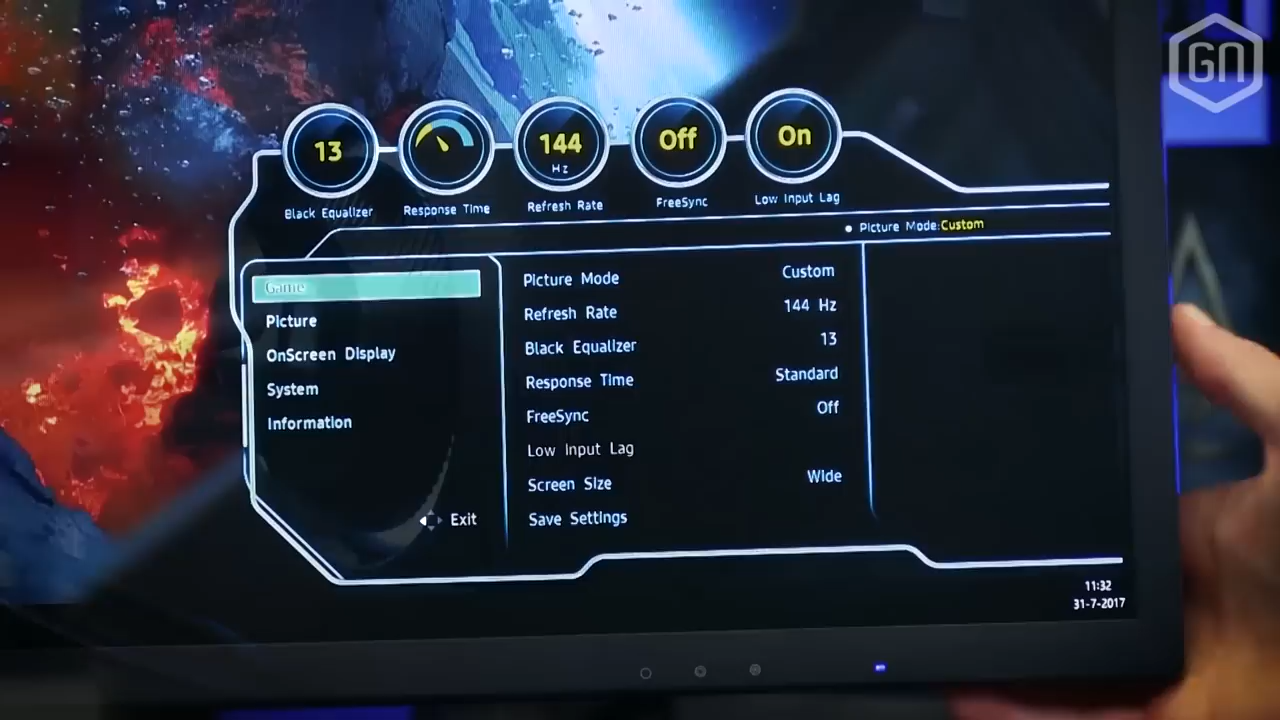 GN
13
144
Hz
Off
On
Black Equalizer
Response Time
Refresh Rate
FreeSync
Low Input Lag
Picture Mode:Custom
Game
Picture
OnScreen Display
System
Information
Exit
Picture Mode Custom
Refresh Rate 144 Hz
Black Equalizer 13
Response Time Standard
FreeSync Off
Low Input Lag
Screen Size Wide
Save Settings
11:32
31-7-2017